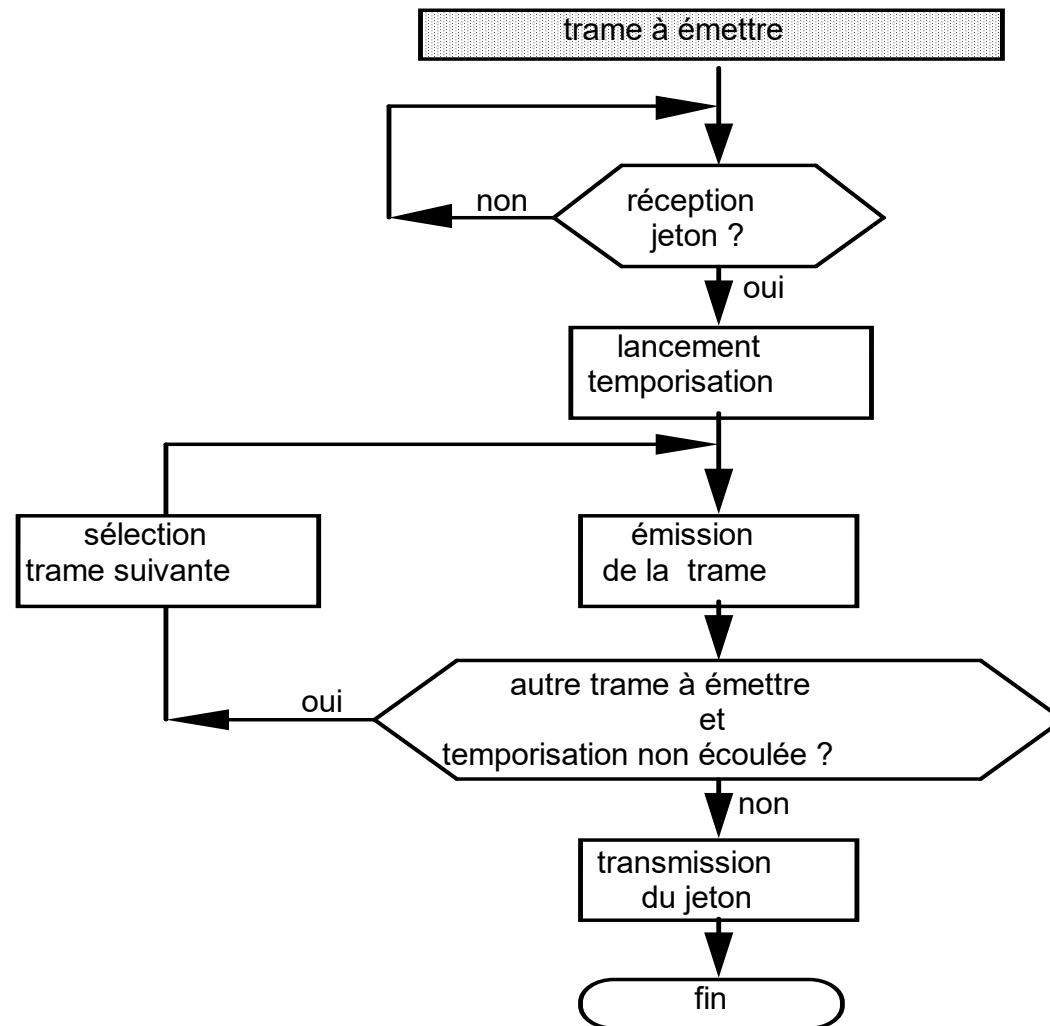 trame à émettre
non
réception
jeton ?
oui
lancement
temporisation
sélection
trame suivante
émission
de la trame
oui
autre trame à émettre
et
temporisation non écoulée ?
non
transmission
du jeton
fin